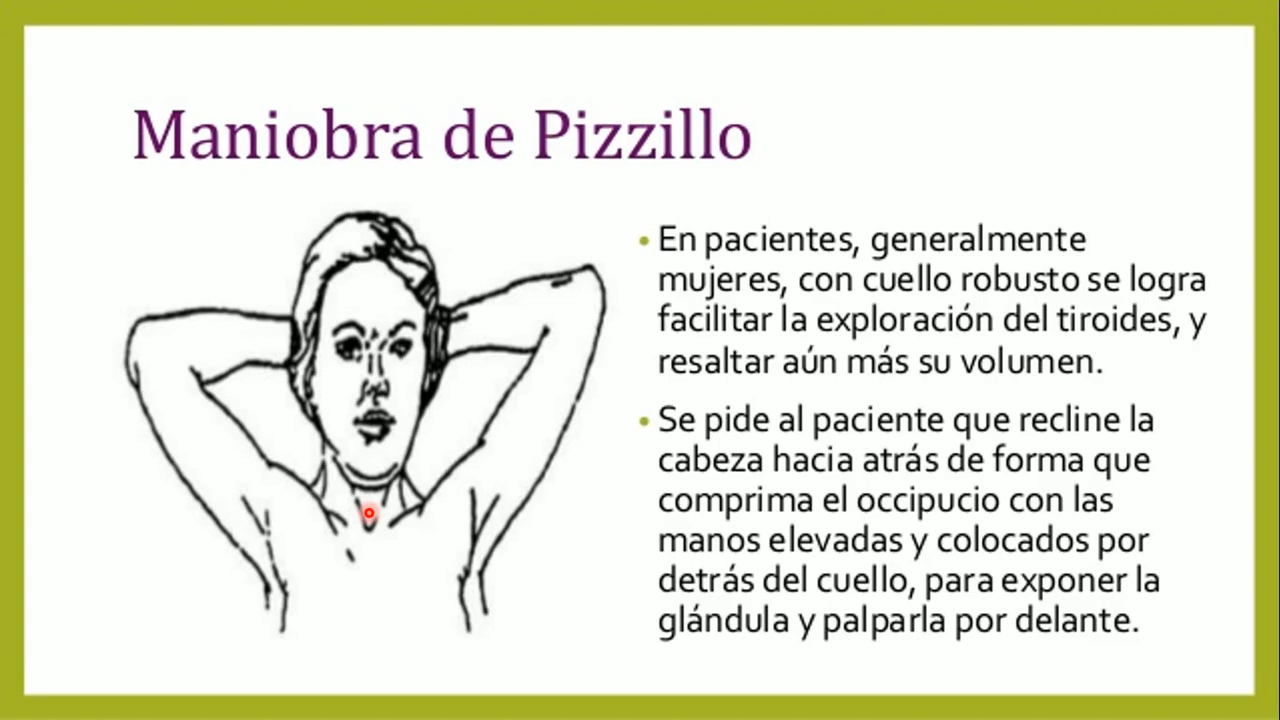 Maniobra de Pizzillo
• En pacientes, generalmente
mujeres, con cuello robusto se logra
facilitar la exploración del tiroides, y
resaltar aún más su volumen.
• Se pide al paciente que recline la
cabeza hacia atrás de forma que
comprima el occipucio con las
manos elevadas y colocados por
detrás del cuello, para exponer la
glándula y palparla por delante.